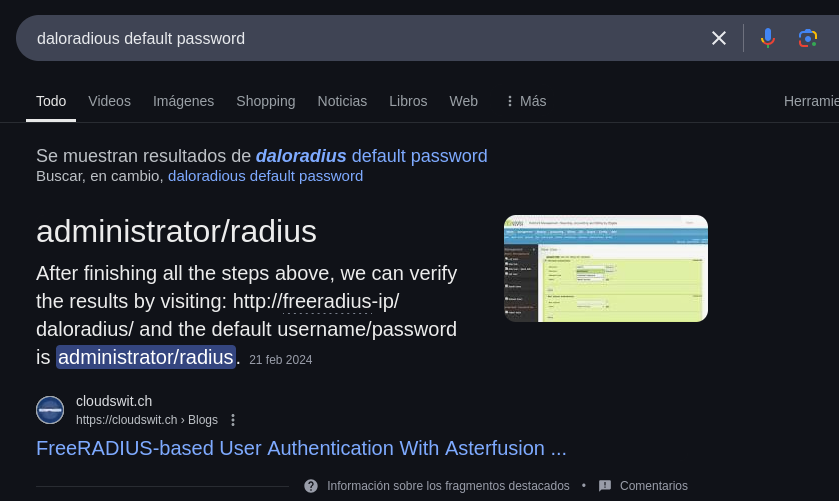 daloradious default password
Todo Videos Imágenes Shopping Noticias Libros Web Más Herramie
Se muestran resultados de daloradius default password
Buscar, en cambio, daloradious default password
administrator/radius
After finishing all the steps above, we can verify
the results by visiting: http://freeradius-ip/
daloradius/ and the default username/password
is administrator/radius. 21 feb 2024
cloudswit.ch
https://cloudswit.ch › Blogs
FreeRADIUS-based User Authentication With Asterfusion ...
Información sobre los fragmentos destacados • Comentarios